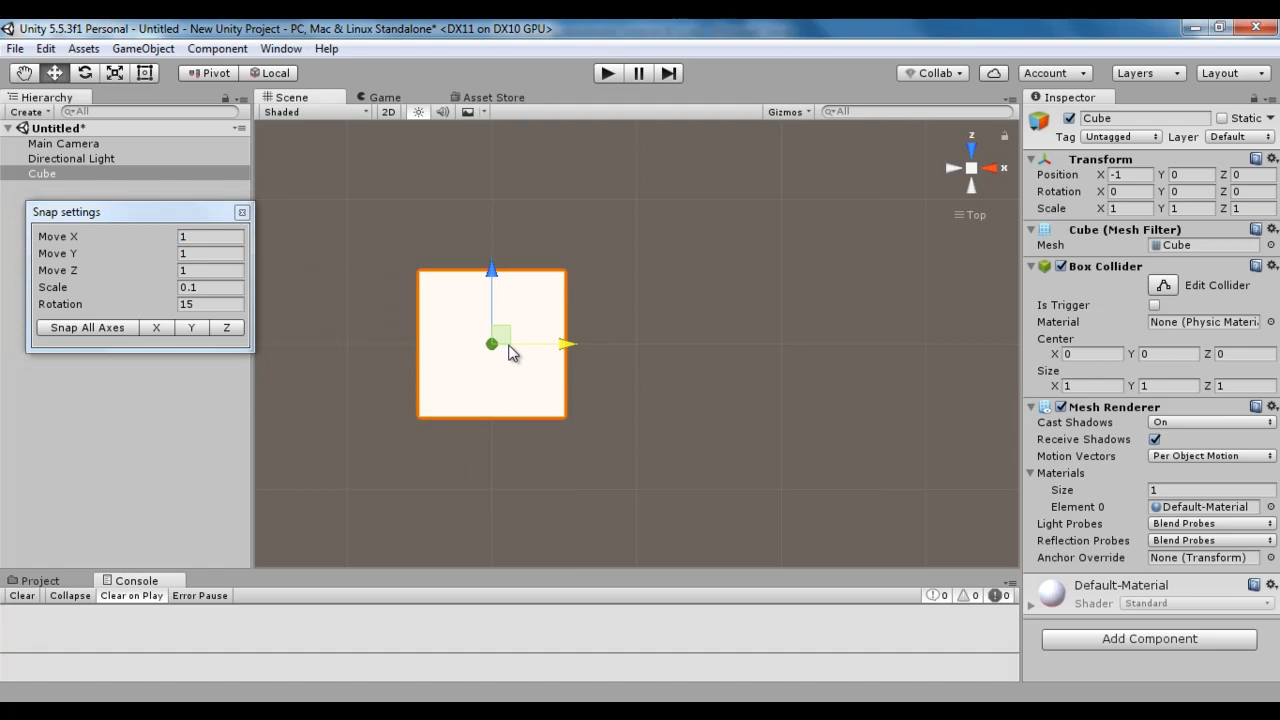 Unity 5.5.3f1 Personal - Untitled - New Unity Project - PC, Mac & Linux Standalone* <DX11 on DX10 GPU>
File Edit Assets GameObject Component Window Help
Pivot Local Collab Account Layers Layout
Hierarchy Scene Game Asset Store Inspector
Create All Shaded 2D Gizmos All
Cube Static
Untitled*
Tag Untagged Layer Default
Main Camera
Directional Light
Cube
z
x
Top
Transform
Position X -1 Y 0 Z 0
Rotation X 0 Y 0 Z 0
Scale X 1 Y 1 Z 1
Snap settings
Move X 1
Move Y 1
Move Z 1
Scale 0.1
Rotation 15
Snap All Axes X Y Z
Cube (Mesh Filter)
Mesh Cube
Box Collider
Edit Collider
Is Trigger
Material None (Physic Materi
Center
X 0 Y 0 Z 0
Size
X 1 Y 1 Z 1
Mesh Renderer
Cast Shadows On
Receive Shadows
Motion Vectors Per Object Motion
Materials
Size 1
Element 0 Default-Material
Light Probes Blend Probes
Reflection Probes Blend Probes
Anchor Override None (Transform)
Default-Material
Shader Standard
Add Component
Project Console
Clear Collapse Clear on Play Error Pause 0 0 0